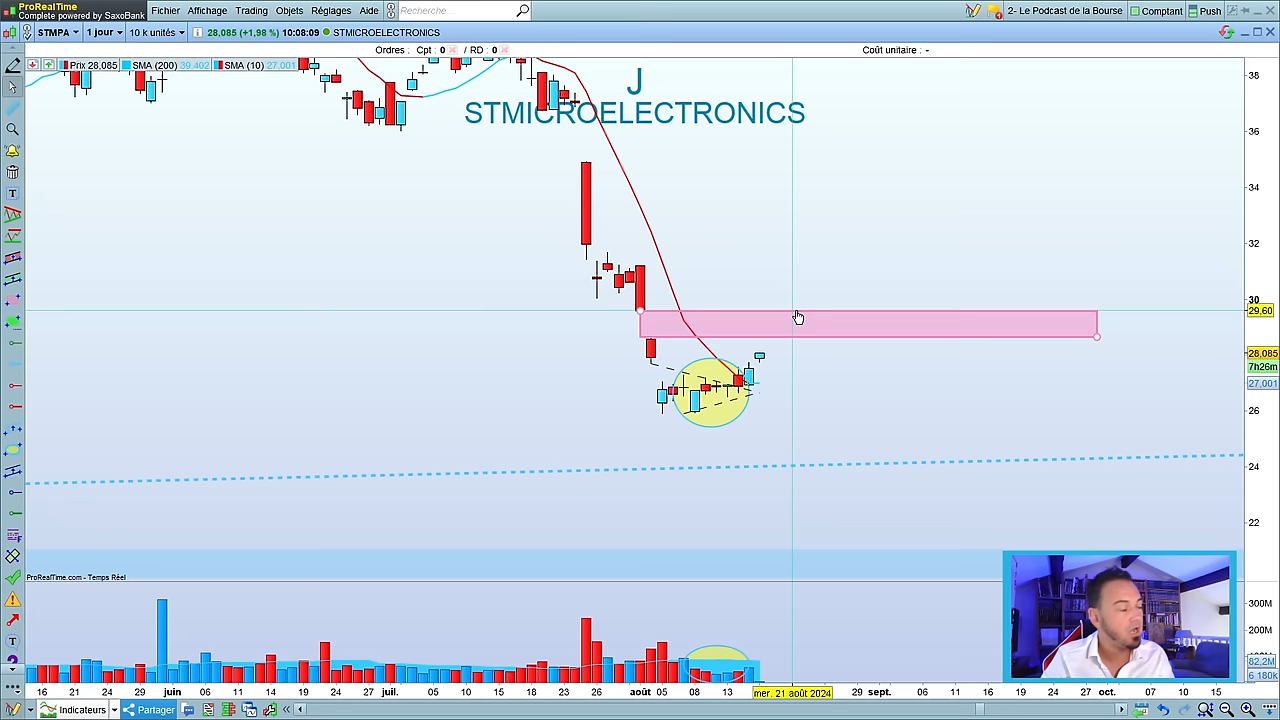 ProRealTime
Complete powered by SaxoBank
Fichier Affichage Trading Objets Réglages Aide Recherche 2- Le Podcast de la Bourse Comptant Push
STMPA 1 jour 10 k unités 28,085 (+1,98 %) 10:08:09 STMICROELECTRONICS
Ordres : Cpt : 0 / RD : 0 Coût unitaire : -
Prix 28,085 SMA (200) 39,402 SMA (10) 27,001
J
STMICROELECTRONICS
38
36
34
32
30
29,60
28,085
7h26m
27,001
26
24
22
ProRealTime.com - Temps Réel
300M
200M
82,2M
6 180k
16 21 24 29 juin 06 11 14 19 24 27 juil. 05 10 15 18 23 26 août 05 08 13 mer. 21 août 2024 29 sept. 06 11 16 19 24 27 oct. 07 10 15
Indicateurs Partager